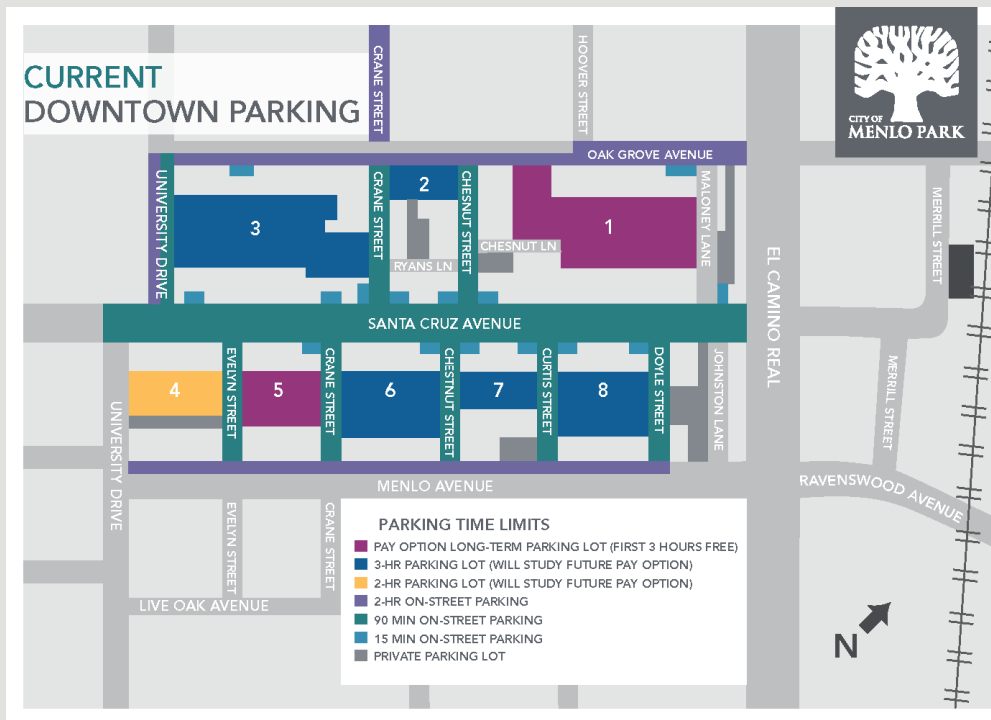 CURRENT
DOWNTOWN PARKING
CRANE STREET
HOOVER STREET
CITY OF
MENLO PARK
OAK GROVE AVENUE
UNIVERSITY DRIVE
3
CRANE STREET
2
CHESNUT STREET
RYANS LN
CHESNUT LN
1
MALONEY LANE
MERRILL STREET
EL CAMINO REAL
SANTA CRUZ AVENUE
UNIVERSITY DRIVE
4
EVELYN STREET
5
CRANE STREET
6
CHESTNUT STREET
7
CURTIS STREET
8
DOYLE STREET
JOHNSTON LANE
MERRILL STREET
MENLO AVENUE
RAVENSWOOD AVENUE
EVELYN STREET
CRANE STREET
LIVE OAK AVENUE
PARKING TIME LIMITS
PAY OPTION LONG-TERM PARKING LOT (FIRST 3 HOURS FREE)
3-HR PARKING LOT (WILL STUDY FUTURE PAY OPTION)
2-HR PARKING LOT (WILL STUDY FUTURE PAY OPTION)
2-HR ON-STREET PARKING
90 MIN ON-STREET PARKING
15 MIN ON-STREET PARKING
PRIVATE PARKING LOT
N